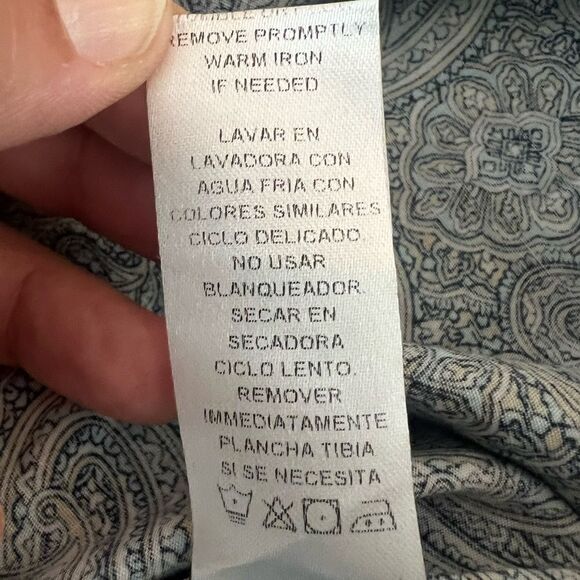 REMOVE PROMPTLY
WARM IRON
IF NEEDED
LAVAR EN
LAVADORA CON
AGUA FRIA CON
COLORES SIMILARES
CICLO DELICADO
NO USAR
BLANQUEADOR.
SECAR EN
SECADORA
CICLO LENTO.
REMOVER
IMMEDIATAMENTE
PLANCHA TIBIA
SI SE NECESITA